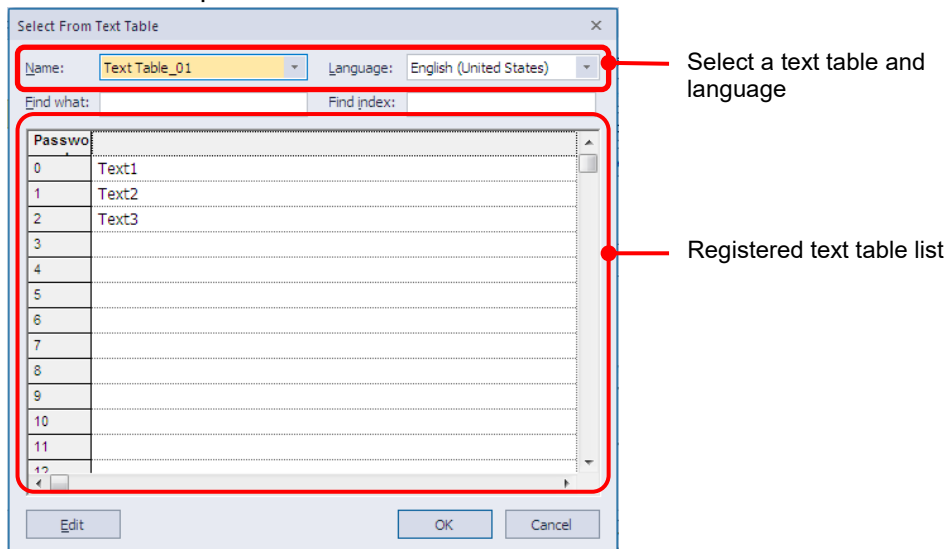 Select From Text Table
Name: Text Table_01 Language: English (United States)
Find what: Find index:
Select a text table and
language
Passwo
0 Text1
1 Text2
2 Text3
3
4
5
6
7
8
9
10
11
12
Registered text table list
Edit OK Cancel